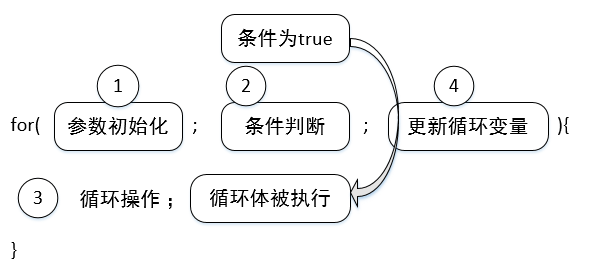 条件为true
1 2 4
for( 参数初始化 ; 条件判断 ; 更新循环变量 ){
3 循环操作； 循环体被执行
}